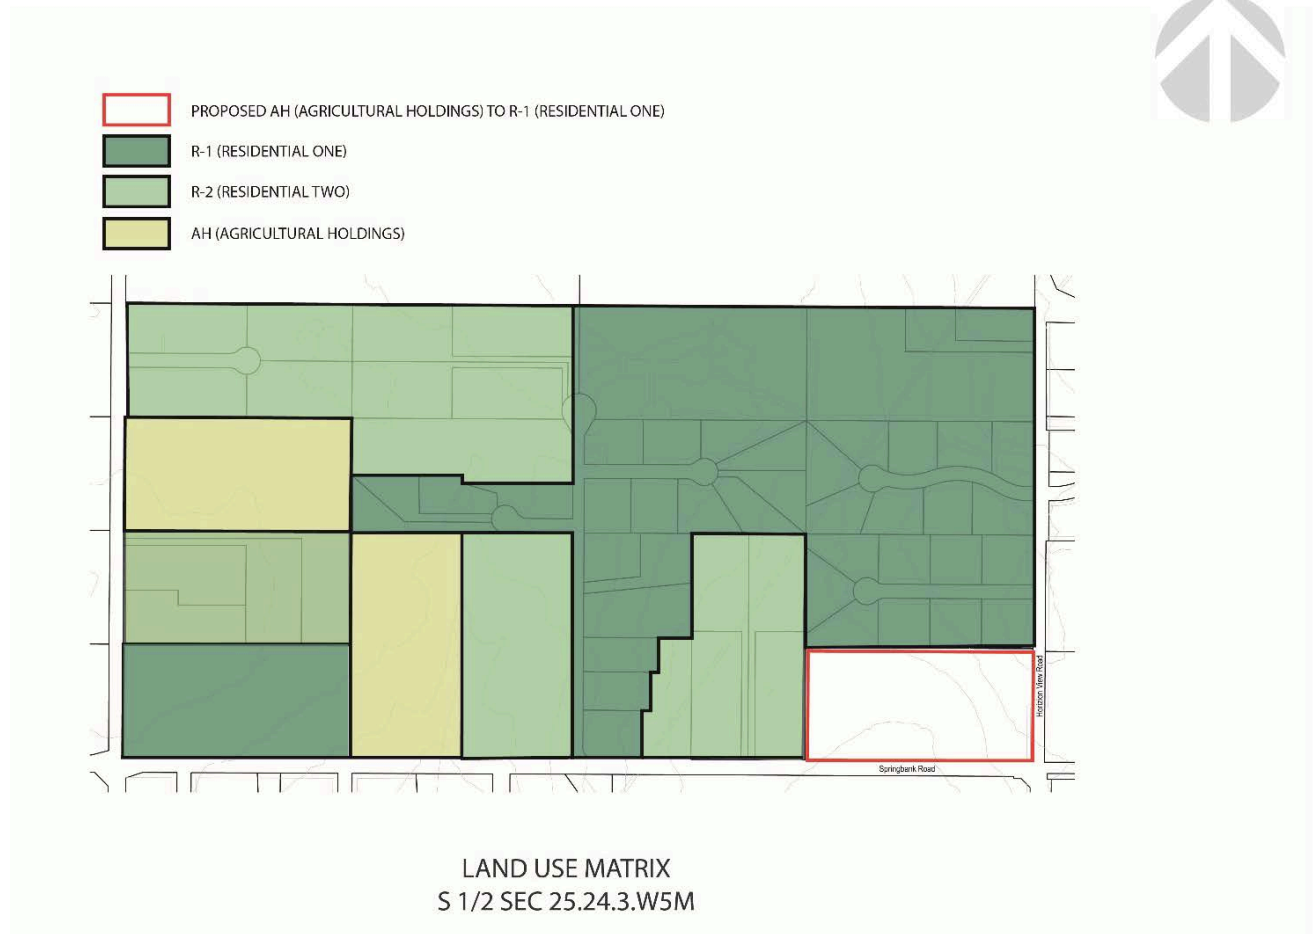 PROPOSED AH (AGRICULTURAL HOLDINGS) TO R-1 (RESIDENTIAL ONE)
R-1 (RESIDENTIAL ONE)
R-2 (RESIDENTIAL TWO)
AH (AGRICULTURAL HOLDINGS)
Horizion View Road
Springbank Road
LAND USE MATRIX
S 1/2 SEC 25.24.3.W5M